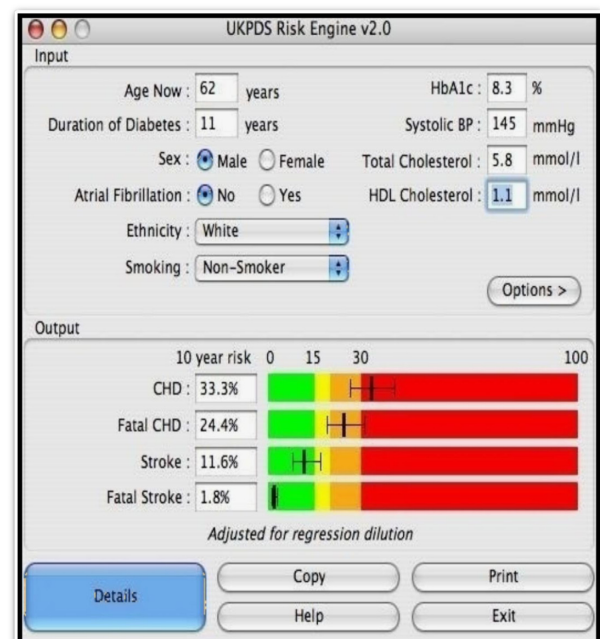 UKPDS Risk Engine v2.0
Input
Age Now : 62 years HbA1c : 8.3 %
Duration of Diabetes : 11 years Systolic BP : 145 mmHg
Sex : Male Female Total Cholesterol : 5.8 mmol/l
Atrial Fibrillation : No Yes HDL Cholesterol : 1.1 mmol/l
Ethnicity : White
Smoking : Non-Smoker
Options >
Output
10 year risk 0 15 30 100
CHD : 33.3%
Fatal CHD : 24.4%
Stroke : 11.6%
Fatal Stroke : 1.8%
Adjusted for regression dilution
Details Copy Print
Help Exit